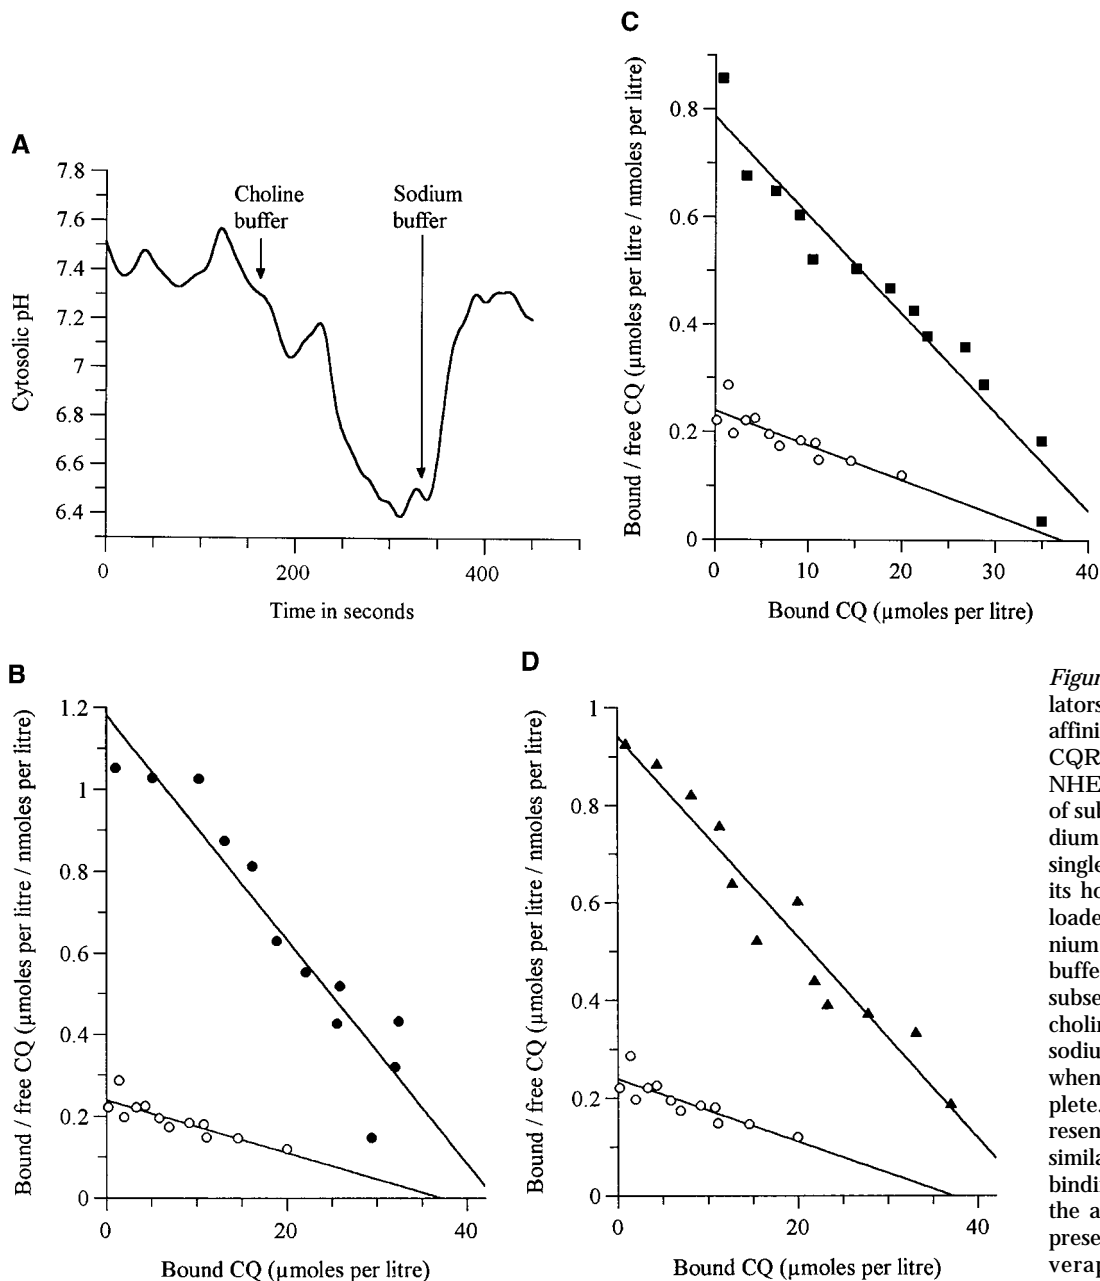 C
Bound / free CQ (µmoles per litre / nmoles per litre)
0.8
0.6
0.4
0.2
0
0 10 20 30 40
Bound CQ (µmoles per litre)
A
Cytosolic pH
7.8
7.6
7.4
7.2
7
6.8
6.6
6.4
Choline
buffer
Sodium
buffer
0 200 400
Time in seconds
B
Bound / free CQ (µmoles per litre / nmoles per litre)
1.2
1
0.8
0.6
0.4
0.2
0
0 20 40
Bound CQ (µmoles per litre)
D
Bound / free CQ (µmoles per litre / nmoles per litre)
1
0.8
0.6
0.4
0.2
0
0 20 40
Bound CQ (µmoles per litre)
Figur
lators
affini
CQR
NHE
of sub
dium
single
its ho
loade
nium
buffe
subse
cholin
sodiu
when
plete.
resen
simila
bindi
the a
prese
verap